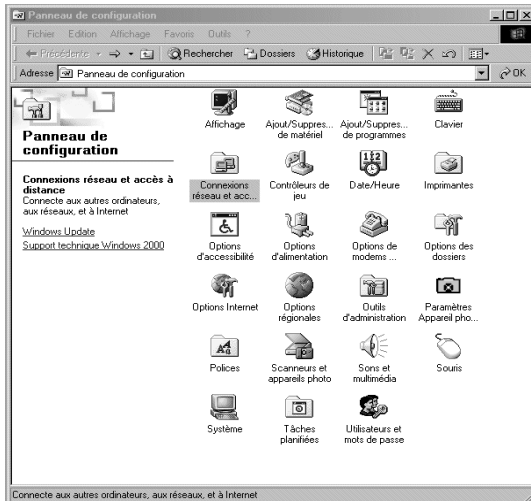 Panneau de configuration
Fichier Edition Affichage Favoris Outils ?
Précédente Rechercher Dossiers Historique
Adresse Panneau de configuration OK
Panneau de
configuration
Connexions réseau et accès à
distance
Connecte aux autres ordinateurs,
aux réseaux, et à Internet
Windows Update
Support technique Windows 2000
Affichage
Ajout/Suppres...
de matériel
Ajout/Suppres...
de programmes
Clavier
Connexions
réseau et acc...
Contrôleurs de
jeu
Date/Heure
Imprimantes
Options
d'accessibilité
Options
d'alimentation
Options de
modems ...
Options des
dossiers
Options Internet
Options
régionales
Outils
d'administration
Paramètres
Appareil pho...
Polices
Scanneurs et
appareils photo
Sons et
multimédia
Souris
Système
Tâches
planifiées
Utilisateurs et
mots de passe
Connecte aux autres ordinateurs, aux réseaux, et à Internet